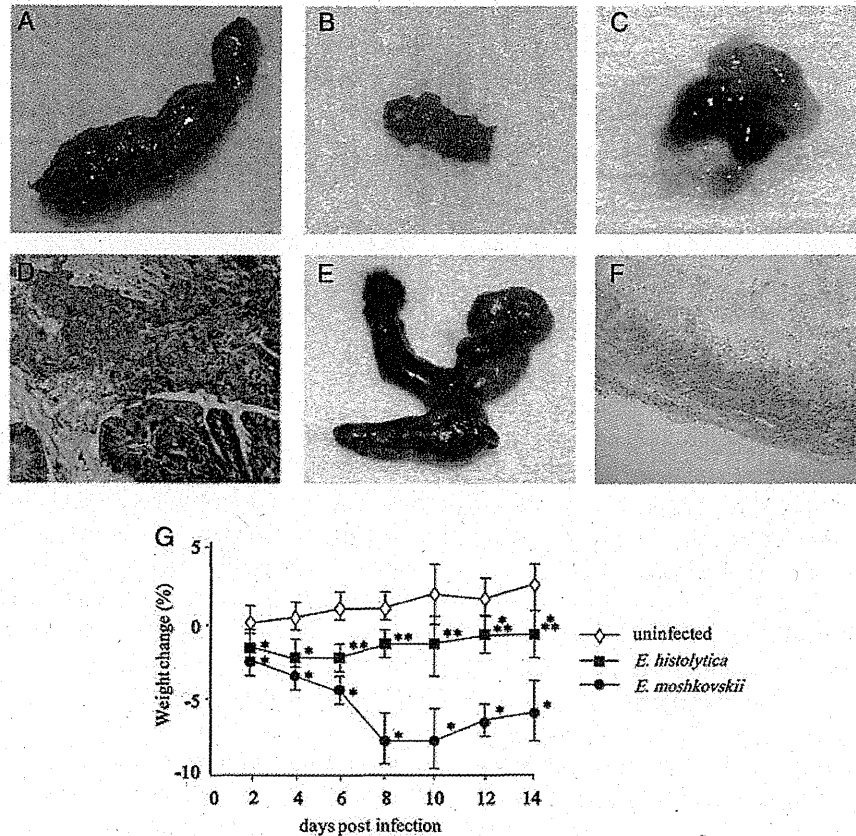 A
B
C
D
E
F
G
5
0
-5
-10
Weight change (%)
0 2 4 6 8 10 12 14
days post infection
uninfected
E. histolytica
E. moshkovskii
* * ** ** ** * ** * **
* * * * * * *